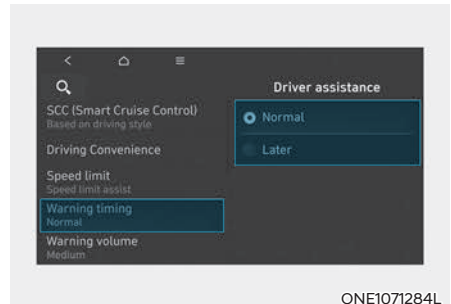 Driver assistance
SCC (Smart Cruise Control)
Based on driving style
Driving Convenience
Speed limit
Speed limit assist
Warning timing
Normal
Warning volume
Medium
Normal
Later
ONE1071284L